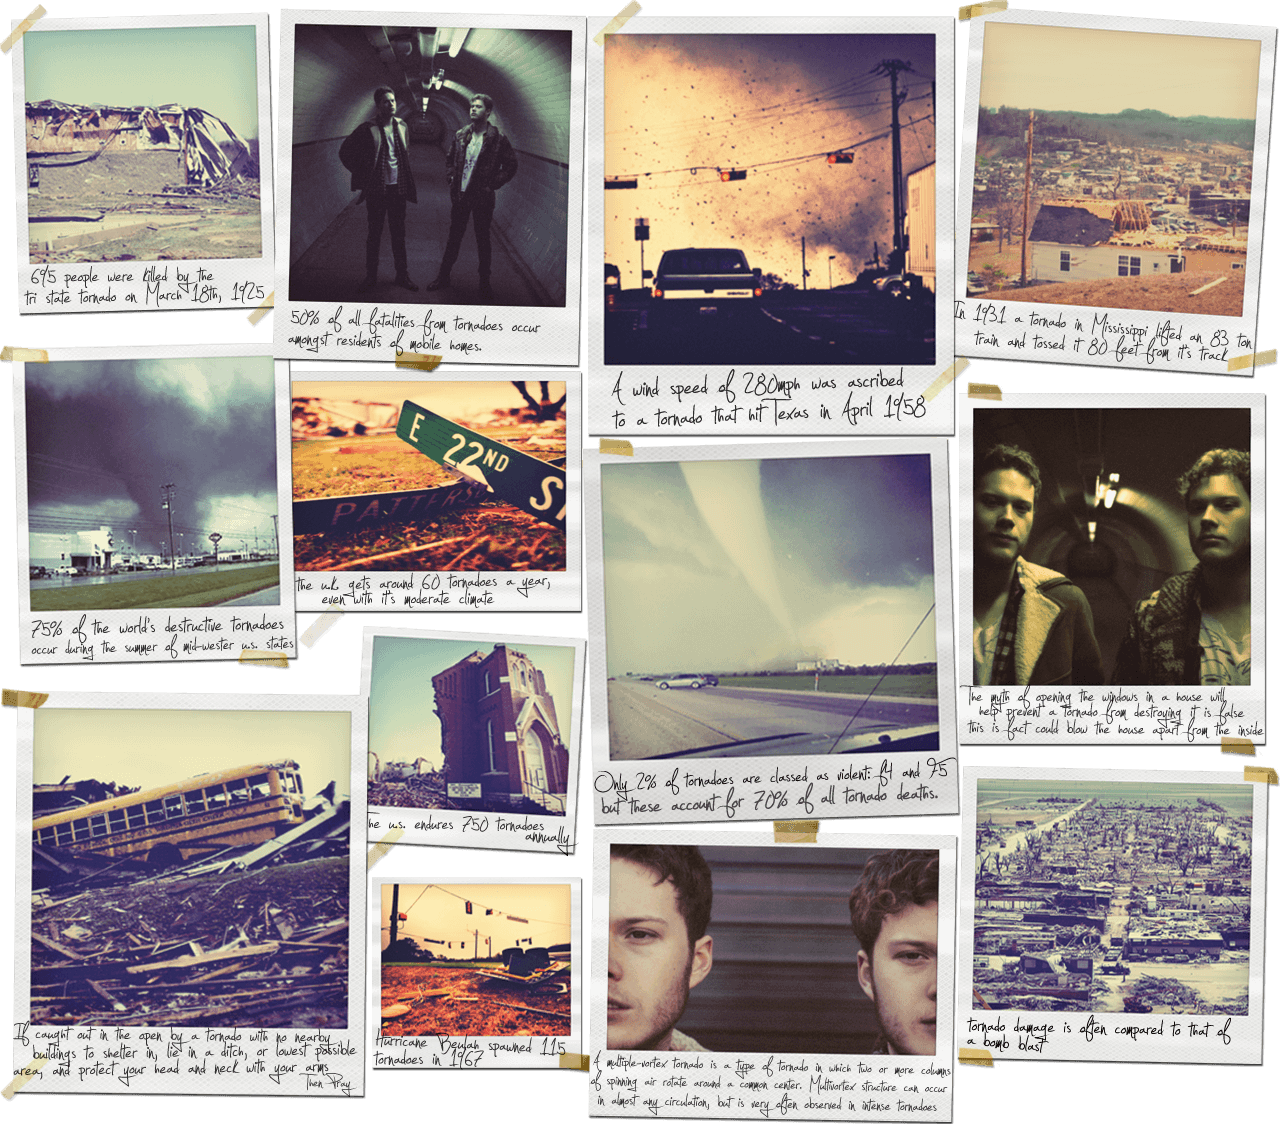 695 people were killed by the
tri state tornado on March 18th, 1925
50% of all fatalities from tornadoes occur
amongst residents of mobile homes.
A wind speed of 280mph was ascribed
to a tornado that hit Texas in April 1958
In 1931 a tornado in Mississippi lifted an 83 ton
train and tossed it 80 feet from it's track
75% of the world's destructive tornadoes
occur during the summer of mid-wester u.s. states
E 22ND S
PATTERS
the u.k. gets around 60 tornadoes a year,
even with it's moderate climate
Only 2% of tornadoes are classed as violent: f4 and F5
but these account for 70% of all tornado deaths.
The myth of opening the windows in a house will
help prevent a tornado from destroying it is false
this is fact could blow the house apart from the inside
The u.s. endures 750 tornadoes
annually
If caught out in the open by a tornado with no nearby
buildings to shelter in, lie in a ditch, or lowest possible
area, and protect your head and neck with your arms
Then Pray
Hurricane Beulah spawned 115
tornadoes in 1967
A multiple-vortex tornado is a type of tornado in which two or more columns
of spinning air rotate around a common center. Multivortex structure can occur
in almost any circulation, but is very often observed in intense tornadoes
tornado damage is often compared to that of
a bomb blast